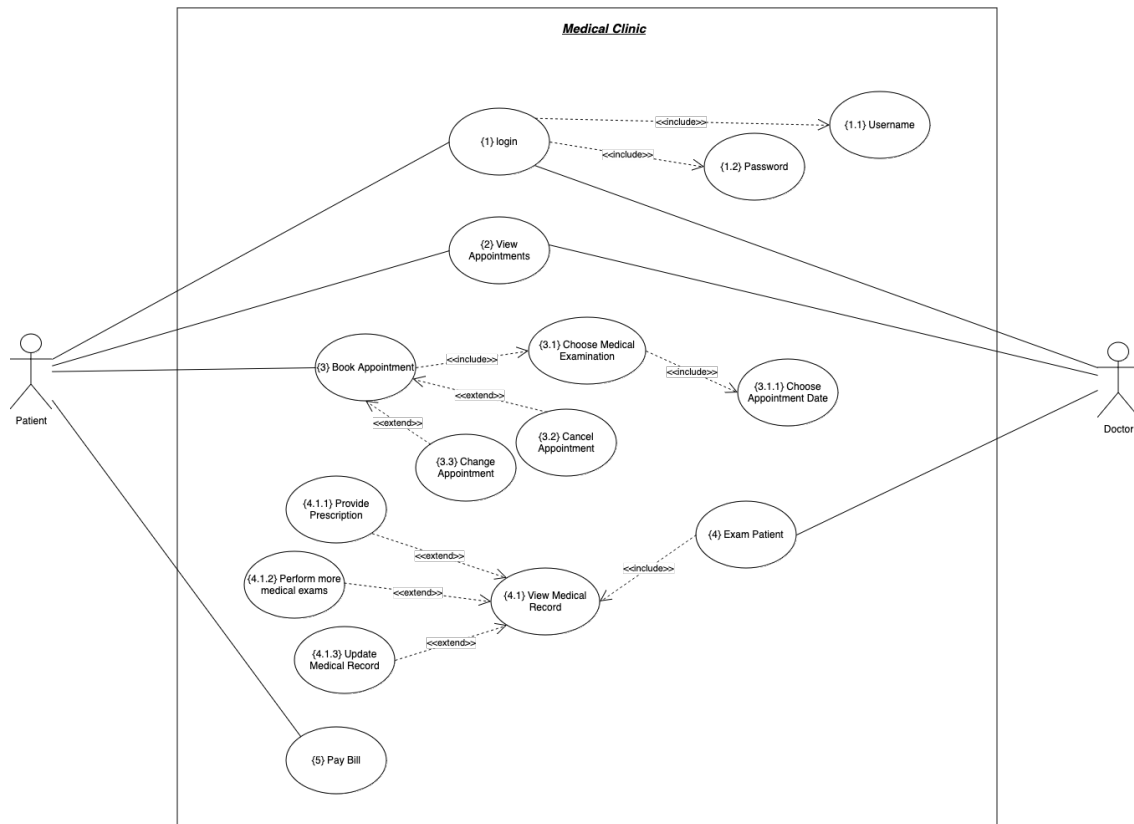 Medical Clinic
{1.1} Username
<<include>>
{1} login
<<include>>
{1.2} Password
{2} View
Appointments
{3.1} Choose Medical
Examination
<<include>>
{3} Book Appointment
<<include>>
{3.1.1} Choose
Appointment Date
<<extend>>
Patient
<<extend>>
{3.2} Cancel
Appointment
Doctor
{3.3} Change
Appointment
{4.1.1} Provide
Prescription
{4} Exam Patient
<<extend>>
<<include>>
{4.1.2} Perform more
medical exams
<<extend>>
{4.1} View Medical
Record
<<extend>>
{4.1.3} Update
Medical Record
{5} Pay Bill